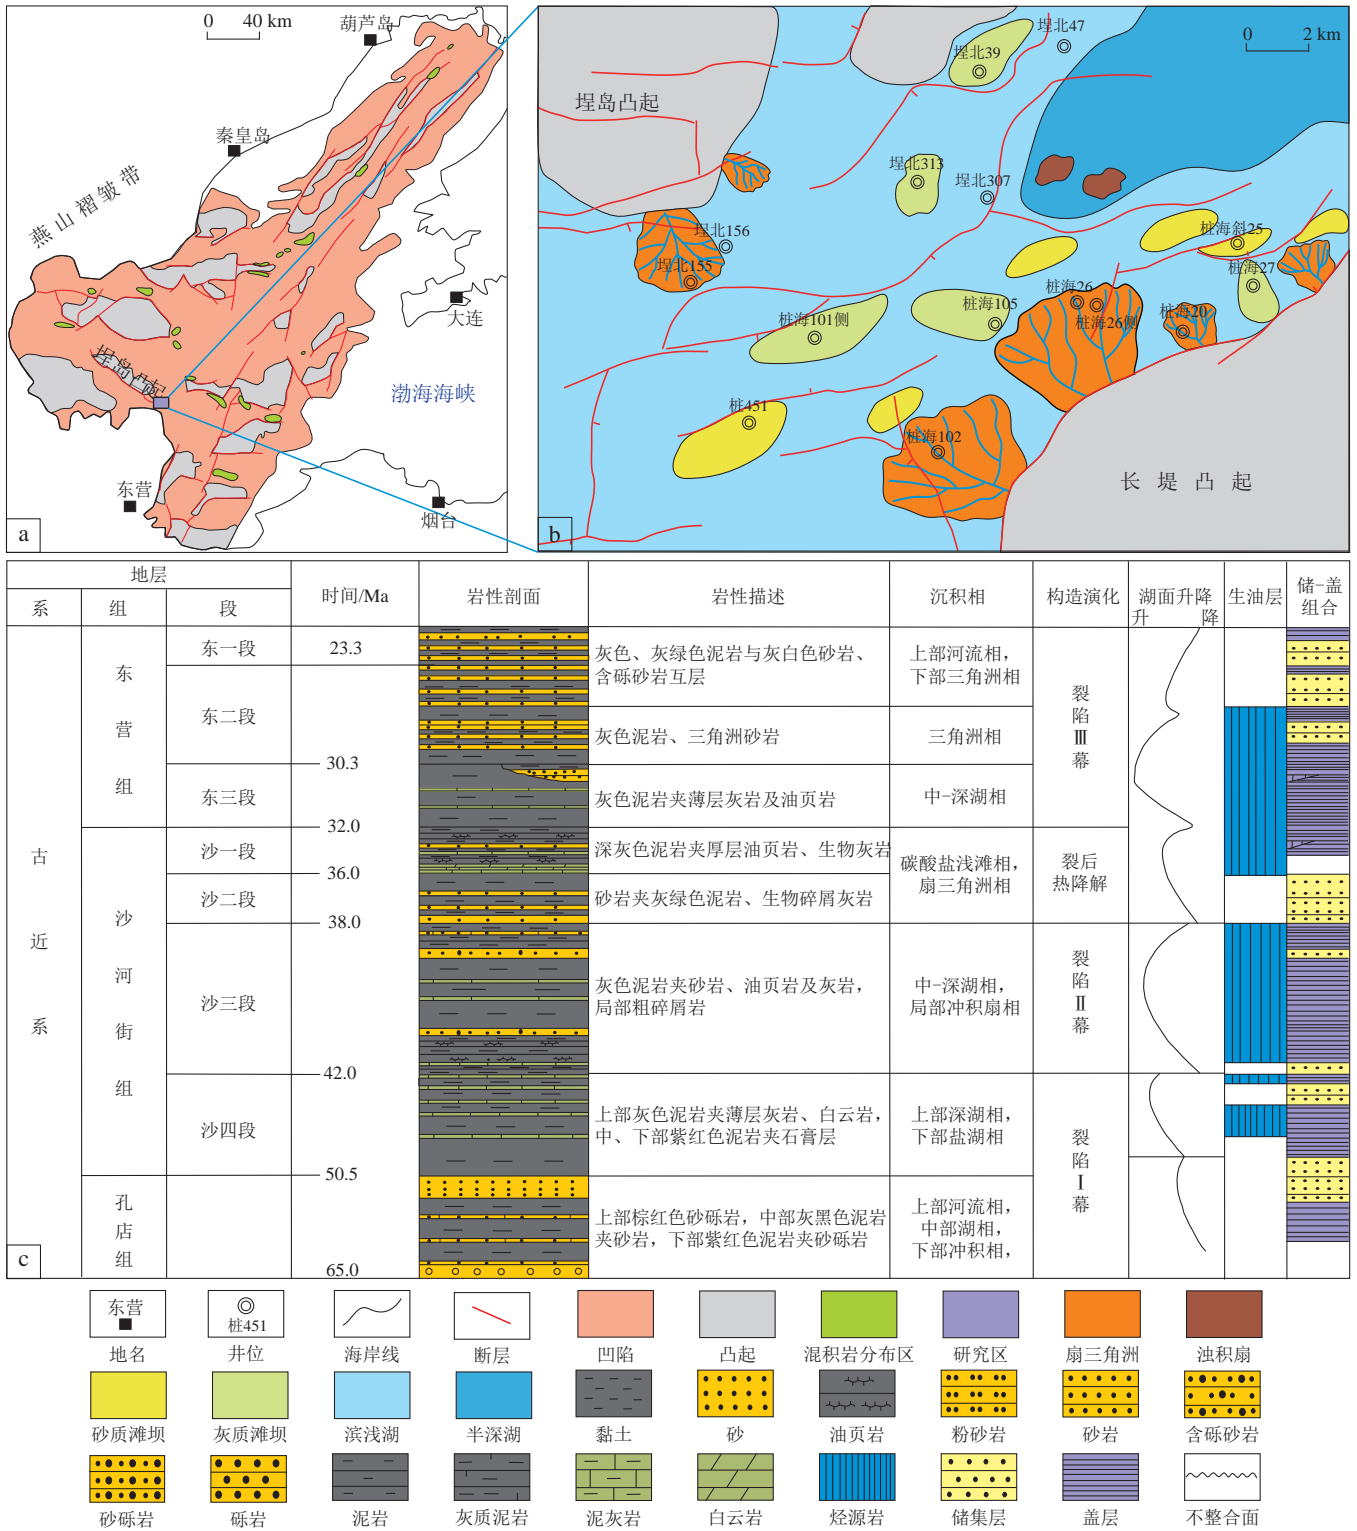 0 40 km
葫芦岛
秦皇岛
燕山褶皱带
大连
埕岛凸起
渤海海峡
东营
烟台
a
0 2 km
埕北47
埕北39
埕岛凸起
埕北313
埕北307
埕北156
埕北155
桩海斜25
桩海27
桩海26
桩海26侧
桩海20
桩海105
桩海101侧
桩451
桩海102
长堤凸起
b
地层
系
组
段
时间/Ma
岩性剖面
岩性描述
沉积相
构造演化
湖面升降
升 降
生油层
储-盖
组合
古近系
东营组
东一段
23.3
灰色、灰绿色泥岩与灰白色砂岩、
含砾砂岩互层
上部河流相，
下部三角洲相
裂陷Ⅲ幕
东二段
灰色泥岩、三角洲砂岩
三角洲相
30.3
东三段
灰色泥岩夹薄层灰岩及油页岩
中-深湖相
32.0
沙河街组
沙一段
深灰色泥岩夹厚层油页岩、生物灰岩
碳酸盐浅滩相，
扇三角洲相
裂后
热降解
36.0
沙二段
砂岩夹灰绿色泥岩、生物碎屑灰岩
38.0
沙三段
灰色泥岩夹砂岩、油页岩及灰岩，
局部粗碎屑岩
中-深湖相，
局部冲积扇相
裂陷Ⅱ幕
42.0
沙四段
上部灰色泥岩夹薄层灰岩、白云岩，
中、下部紫红色泥岩夹石膏层
上部深湖相，
下部盐湖相
裂陷Ⅰ幕
50.5
孔店组
上部棕红色砂砾岩，中部灰黑色泥岩
夹砂岩，下部紫红色泥岩夹砂砾岩
上部河流相，
中部湖相，
下部冲积相，
65.0
c
东营
桩451
地名 井位 海岸线 断层 凹陷 凸起 混积岩分布区 研究区 扇三角洲 浊积扇
砂质滩坝 灰质滩坝 滨浅湖 半深湖 黏土 砂 油页岩 粉砂岩 砂岩 含砾砂岩
砂砾岩 砾岩 泥岩 灰质泥岩 泥灰岩 白云岩 烃源岩 储集层 盖层 不整合面